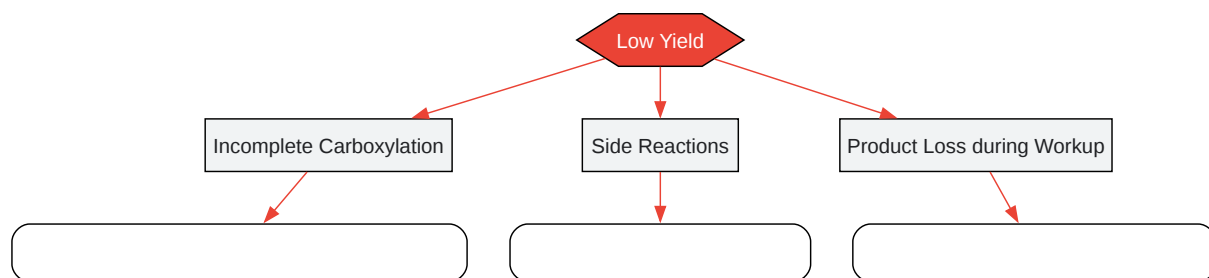 Low Yield
Incomplete Carboxylation
Side Reactions
Product Loss during Workup